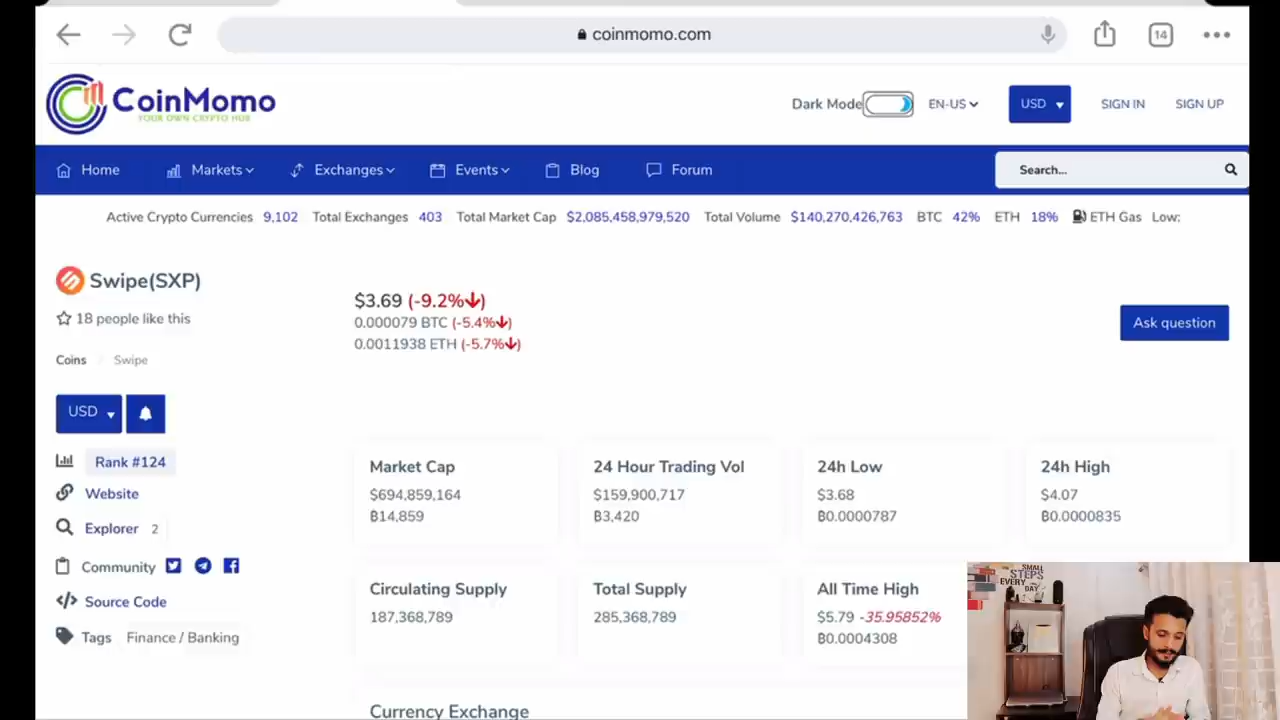 coinmomo.com
14
CoinMomo
YOUR OWN CRYPTO HUB
Dark Mode EN-US USD SIGN IN SIGN UP
Home Markets Exchanges Events Blog Forum Search...
Active Crypto Currencies 9,102 Total Exchanges 403 Total Market Cap $2,085,458,979,520 Total Volume $140,270,426,763 BTC 42% ETH 18% ETH Gas Low:
Swipe(SXP)
18 people like this
Coins Swipe
$3.69 (-9.2%↓)
0.000079 BTC (-5.4%↓)
0.0011938 ETH (-5.7%↓)
Ask question
USD
Rank #124
Website
Explorer 2
Community
Source Code
Tags Finance / Banking
Market Cap
$694,859,164
฿14,859
24 Hour Trading Vol
$159,900,717
฿3,420
24h Low
$3.68
฿0.0000787
24h High
$4.07
฿0.0000835
Circulating Supply
187,368,789
Total Supply
285,368,789
All Time High
$5.79 -35.95852%
฿0.0004308
Currency Exchange
SMALL
STEPS
EVERY
DAY